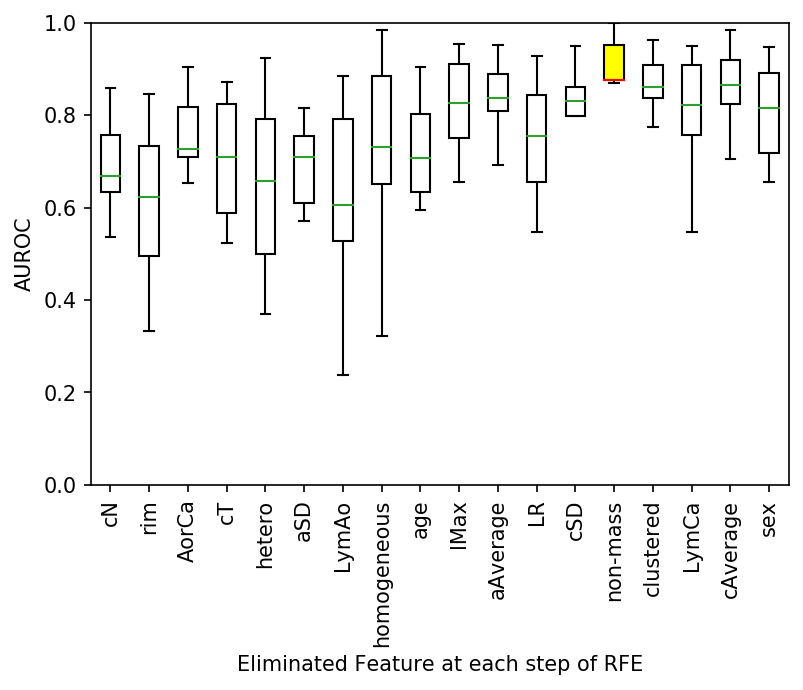 AUROC
1.0
0.8
0.6
0.4
0.2
0.0
cN
rim
AorCa
cT
hetero
aSD
LymAo
homogeneous
age
lMax
aAverage
LR
cSD
non-mass
clustered
LymCa
cAverage
sex
Eliminated Feature at each step of RFE